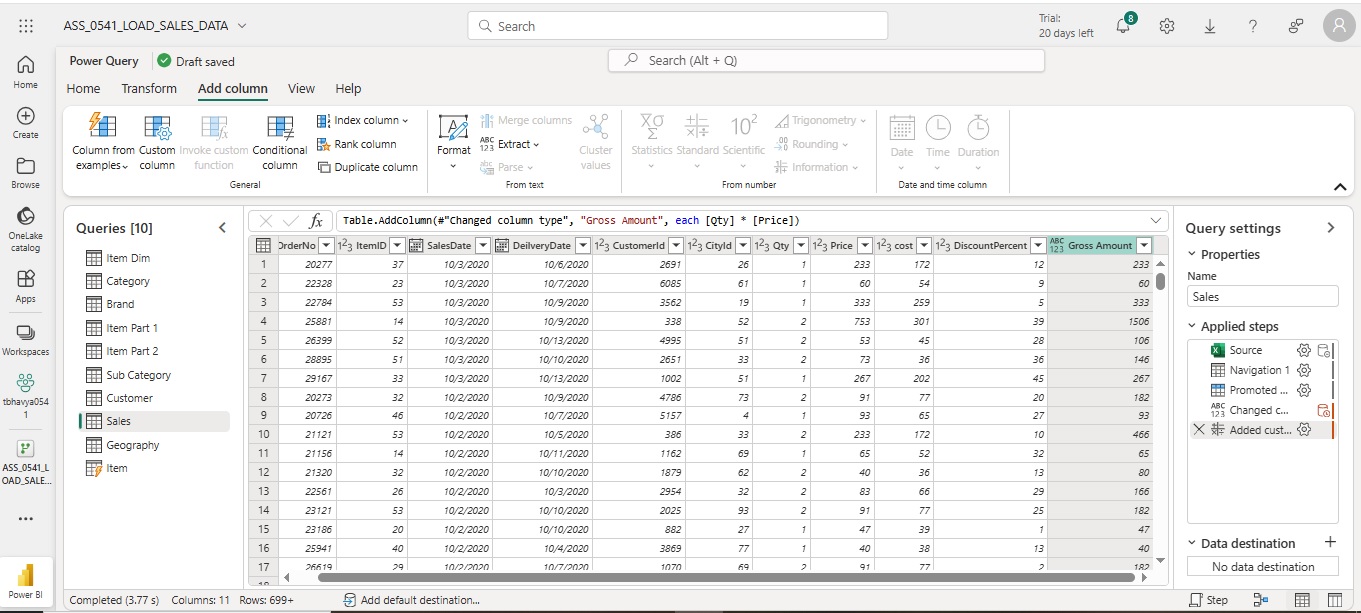 ASS_0541_LOAD_SALES_DATA
Search
Trial:
20 days left
8
Power Query
Draft saved
Search (Alt + Q)
Home Transform Add column View Help
Column from examples
Custom column
Invoke custom function
Conditional column
Index column
Rank column
Duplicate column
General
Format
Merge columns
ABC 123 Extract
ABC Parse
Cluster values
From text
Statistics
Standard
10² Scientific
Trigonometry
Rounding
Information
From number
Date
Time
Duration
Date and time column
Home
Create
Browse
OneLake
catalog
Apps
Workspaces
tbhavya054
1
ASS_0541_L
OAD_SALE...
Power BI
Queries [10]
Item Dim
Category
Brand
Item Part 1
Item Part 2
Sub Category
Customer
Sales
Geography
Item
fx Table.AddColumn(#"Changed column type", "Gross Amount", each [Qty] * [Price])
OrderNo 123 ItemID SalesDate DeilveryDate 123 CustomerId 123 CityId 123 Qty 123 Price 123 cost 123 DiscountPercent ABC 123 Gross Amount
1 20277 37 10/3/2020 10/6/2020 2691 26 1 233 172 12 233
2 22328 23 10/3/2020 10/7/2020 6085 61 1 60 54 9 60
3 22784 53 10/3/2020 10/9/2020 3562 19 1 333 259 5 333
4 25881 14 10/3/2020 10/9/2020 338 52 2 753 301 39 1506
5 26399 52 10/3/2020 10/13/2020 4995 51 2 53 45 28 106
6 28895 51 10/3/2020 10/10/2020 2651 33 2 73 36 36 146
7 29167 33 10/3/2020 10/13/2020 1002 51 1 267 202 45 267
8 20273 32 10/2/2020 10/9/2020 4786 73 2 91 77 20 182
9 20726 46 10/2/2020 10/7/2020 5157 4 1 93 65 27 93
10 21121 53 10/2/2020 10/5/2020 386 33 2 233 172 10 466
11 21156 14 10/2/2020 10/11/2020 1162 69 1 65 52 32 65
12 21320 32 10/2/2020 10/10/2020 1879 62 2 40 36 13 80
13 22561 26 10/2/2020 10/3/2020 2954 32 2 83 66 29 166
14 23121 53 10/2/2020 10/10/2020 2025 93 2 91 77 25 182
15 23186 20 10/2/2020 10/10/2020 882 27 1 47 39 1 47
16 25941 40 10/2/2020 10/4/2020 3869 77 1 40 38 13 40
17 26619 29 10/2/2020 10/7/2020 1070 69 2 91 77 2 182
Query settings
Properties
Name
Sales
Applied steps
Source
Navigation 1
Promoted ...
ABC 123 Changed c...
Added cust...
Data destination
No data destination
Completed (3.77 s) Columns: 11 Rows: 699+
Add default destination...
Step